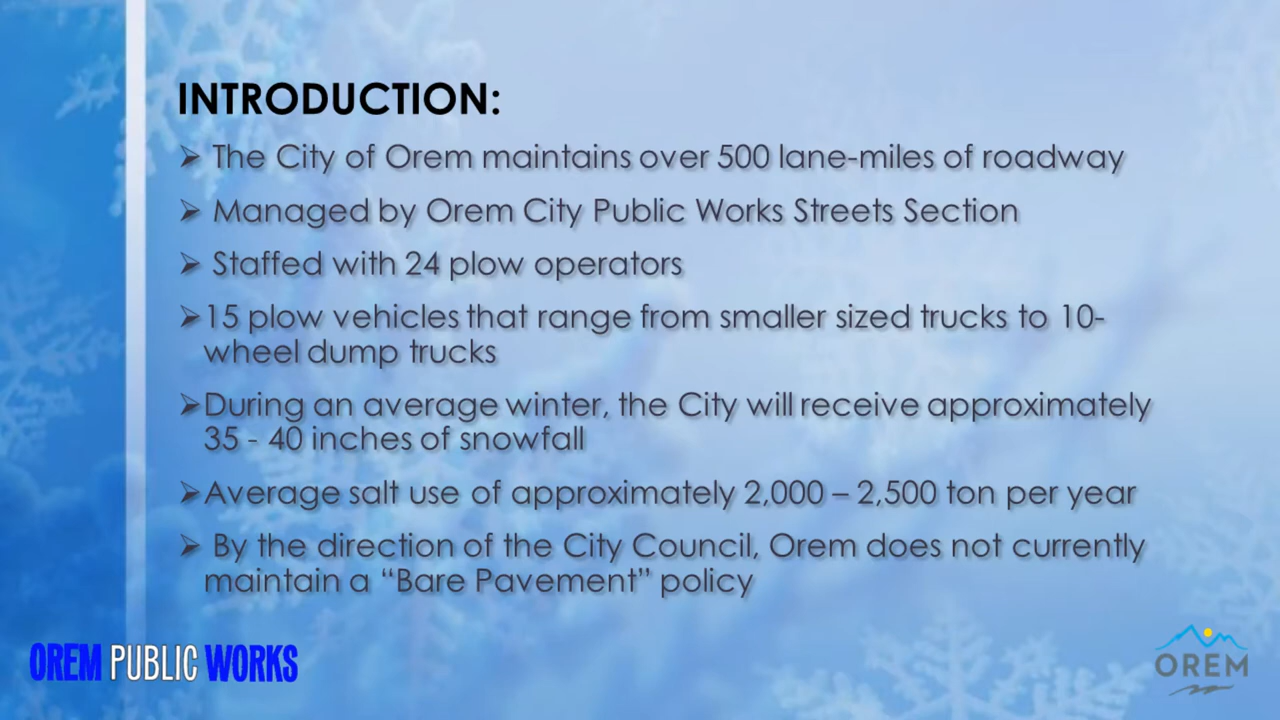 INTRODUCTION:
➢ The City of Orem maintains over 500 lane-miles of roadway
➢ Managed by Orem City Public Works Streets Section
➢ Staffed with 24 plow operators
➢15 plow vehicles that range from smaller sized trucks to 10-
wheel dump trucks
➢During an average winter, the City will receive approximately
35 - 40 inches of snowfall
➢Average salt use of approximately 2,000 – 2,500 ton per year
➢ By the direction of the City Council, Orem does not currently
maintain a “Bare Pavement” policy
OREM PUBLIC WORKS
OREM